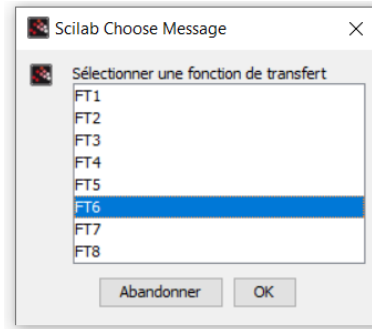 Scilab Choose Message
Sélectionner une fonction de transfert
FT1
FT2
FT3
FT4
FT5
FT6
FT7
FT8
Abandonner OK